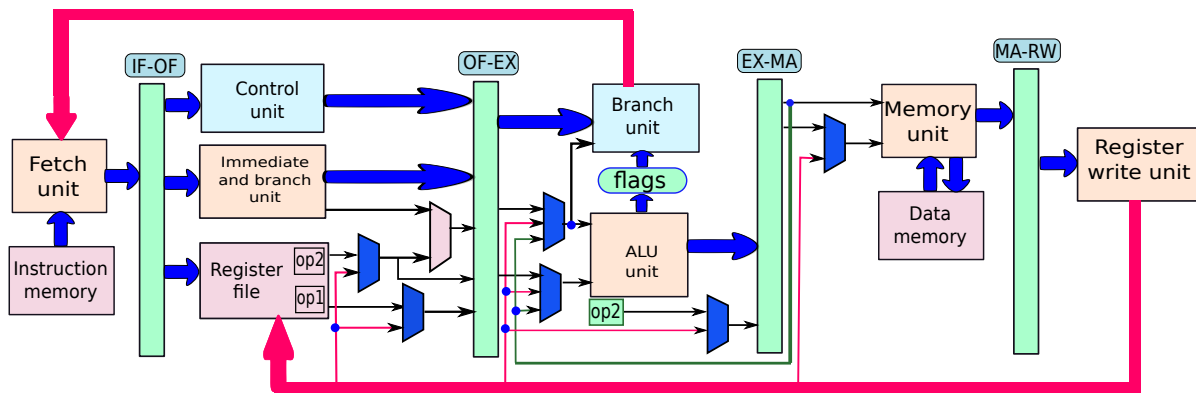 IF-OF
OF-EX
EX-MA
MA-RW
Control
unit
Branch
unit
Memory
unit
Fetch
unit
Immediate
and branch
unit
flags
Register
write unit
Instruction
memory
Register
file
op2
op1
ALU
unit
op2
Data
memory